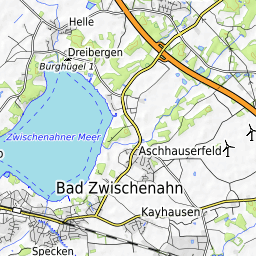 Helle
Dreibergen
Burghügel 1
Zwischenahner Meer
Aschhauserfeld
Bad Zwischenahn
Kayhausen
Specken